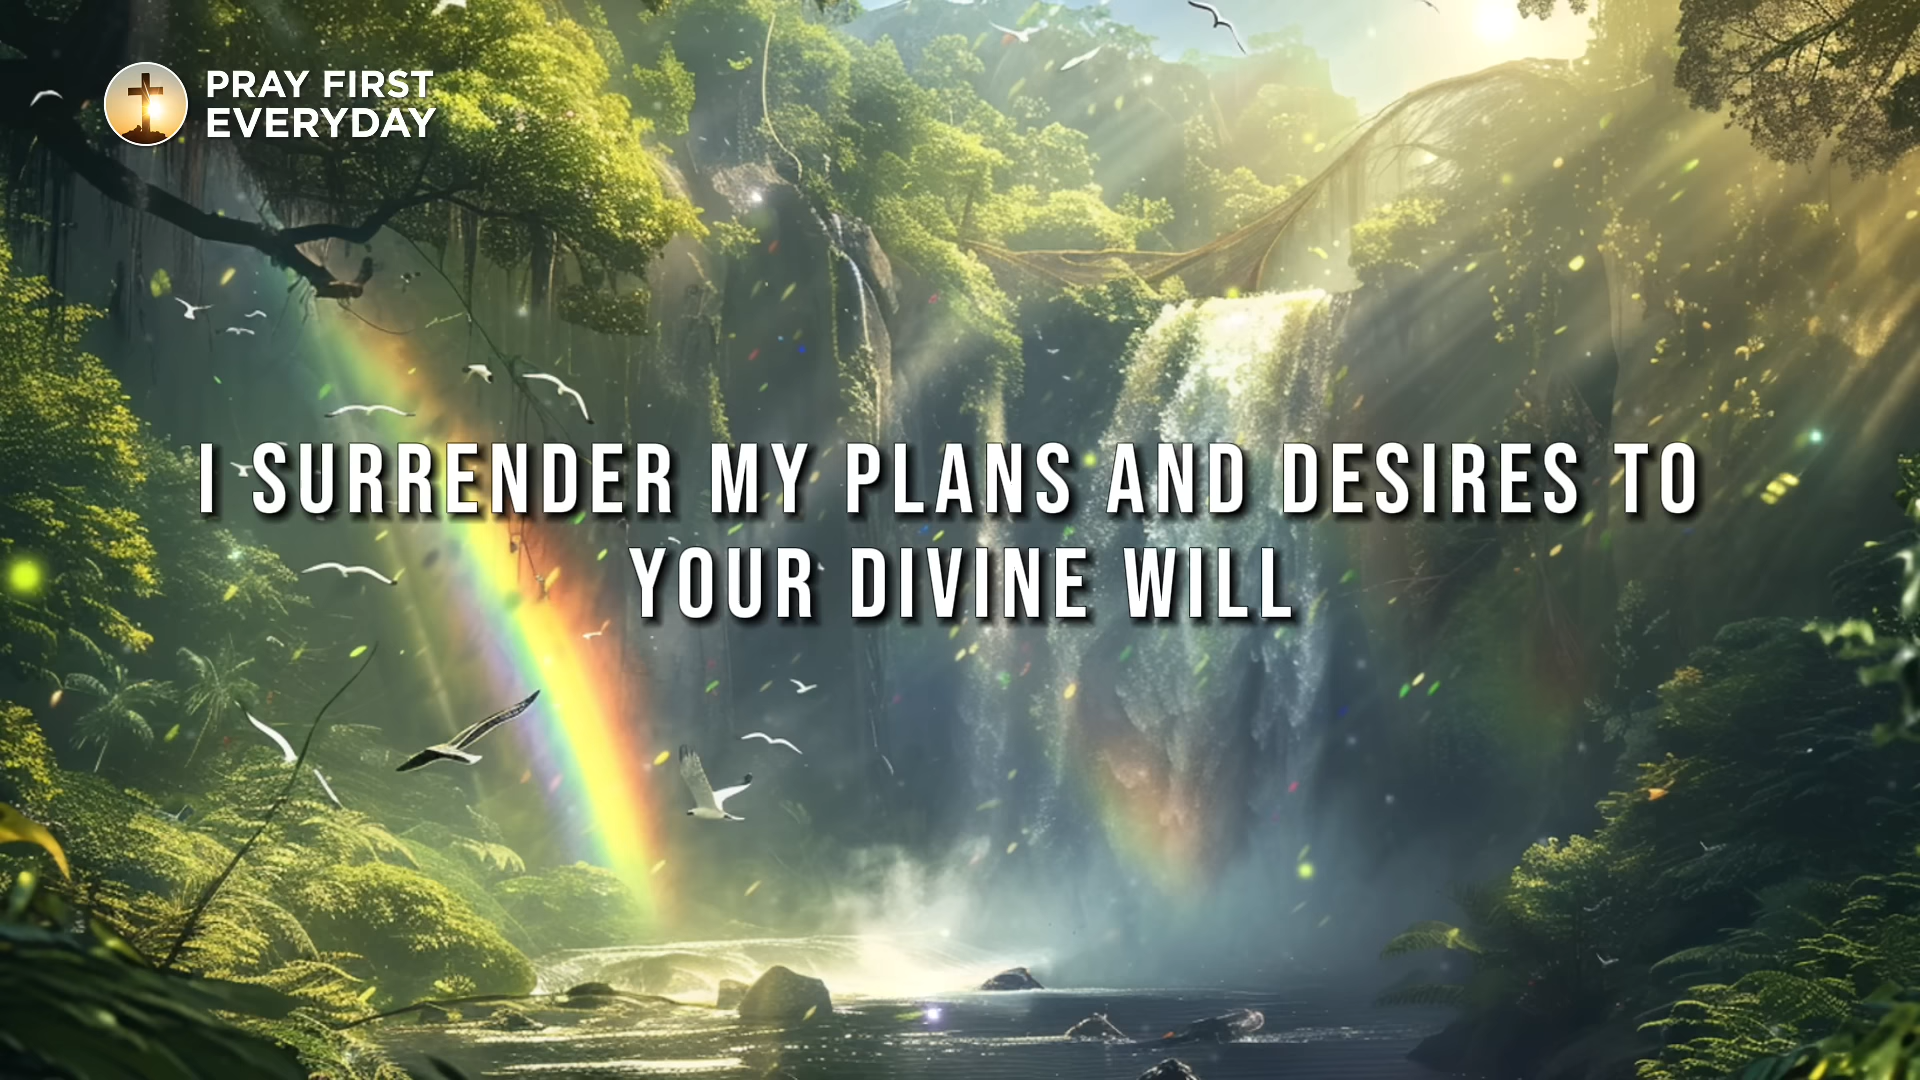 PRAY FIRST
EVERYDAY
I SURRENDER MY PLANS AND DESIRES TO
YOUR DIVINE WILL